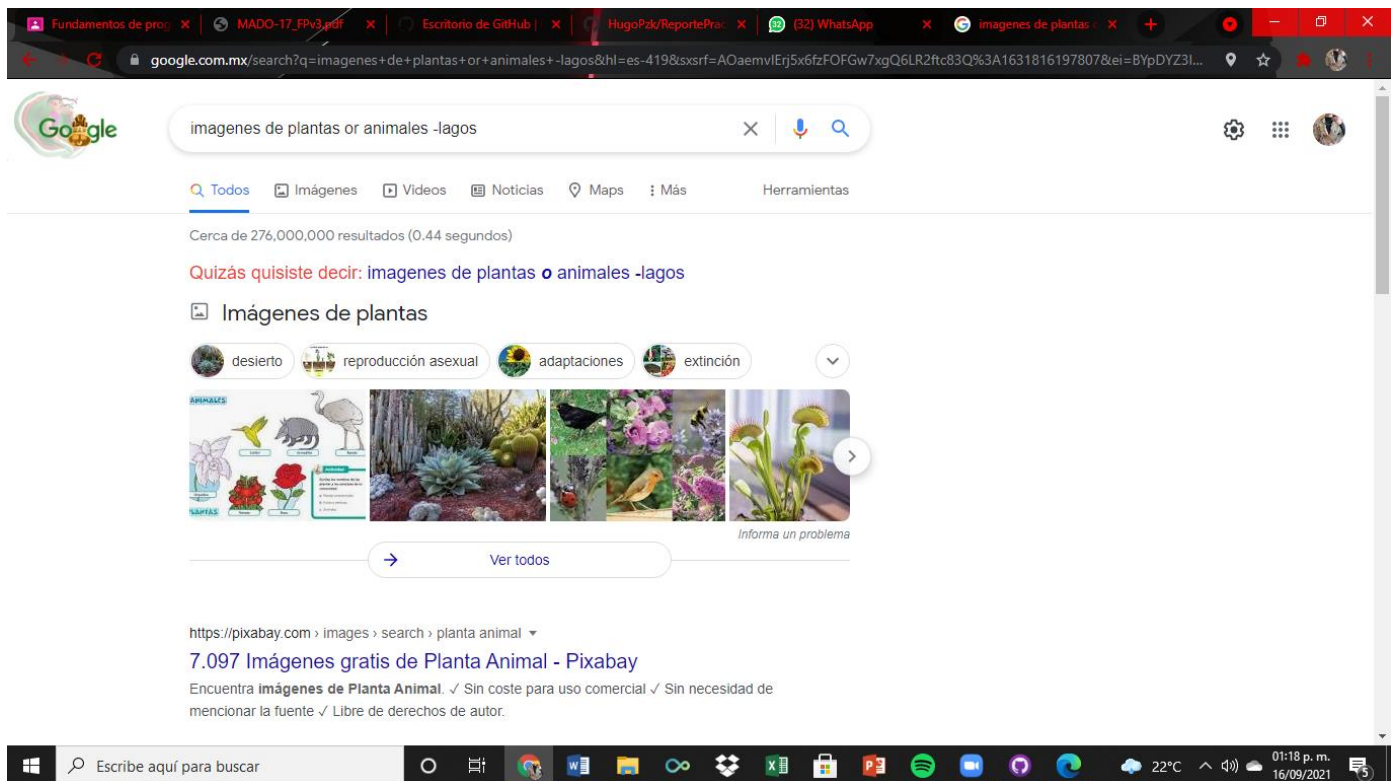 Fundamentos de prog
MADO-17_FPv3.pdf
Escritorio de GitHub |
HugoPzk/ReportePrac
(32) WhatsApp
imagenes de plantas o
google.com.mx/search?q=imagenes+de+plantas+or+animales+-lagos&hl=es-419&sxsrf=AOaemvIErj5x6fzFOFGw7xgQ6LR2ftc83Q%3A1631816197807&ei=BYpDYZ3l...
Google
imagenes de plantas or animales -lagos
Todos
Imágenes
Videos
Noticias
Maps
Más
Herramientas
Cerca de 276,000,000 resultados (0.44 segundos)
Quizás quisiste decir: imagenes de plantas o animales -lagos
Imágenes de plantas
desierto
reproducción asexual
adaptaciones
extinción
ANIMALES
PLANTAS
Informa un problema
Ver todos
https://pixabay.com › images › search › planta animal
7.097 Imágenes gratis de Planta Animal - Pixabay
Encuentra imágenes de Planta Animal. ✓ Sin coste para uso comercial ✓ Sin necesidad de
mencionar la fuente ✓ Libre de derechos de autor.
Escribe aquí para buscar
22°C
01:18 p. m.
16/09/2021
5